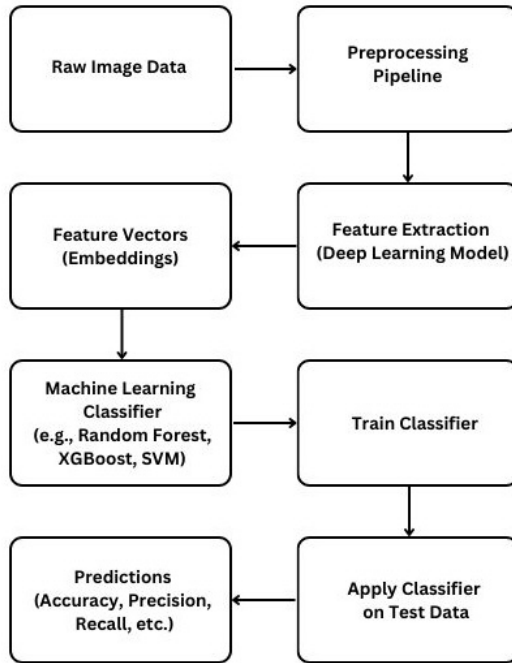 Raw Image Data
Preprocessing
Pipeline
Feature Extraction
(Deep Learning Model)
Feature Vectors
(Embeddings)
Machine Learning
Classifier
(e.g., Random Forest,
XGBoost, SVM)
Train Classifier
Apply Classifier
on Test Data
Predictions
(Accuracy, Precision,
Recall, etc.)